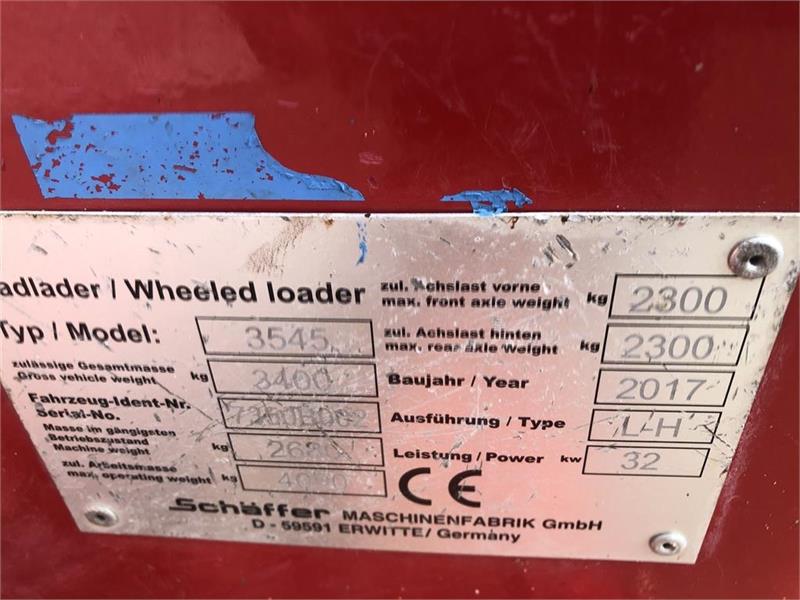 adlader / Wheeled loader
Typ / Model: 3545
zulässige Gesamtmasse
Gross vehicle weight kg 3400
Fahrzeug-Ident-Nr.
Serial-No.
Masse im gängigsten
Betriebszustand
Machine weight kg
zul. Arbeitsmasse
max. operating weight kg
zul. Achslast vorne
max. front axle weight kg 2300
zul. Achslast hinten
max. rear axle Weight kg 2300
Baujahr / Year 2017
Ausführung / Type L-H
Leistung / Power kw 32
CE
Schäffer MASCHINENFABRIK GmbH
D - 59591 ERWITTE / Germany